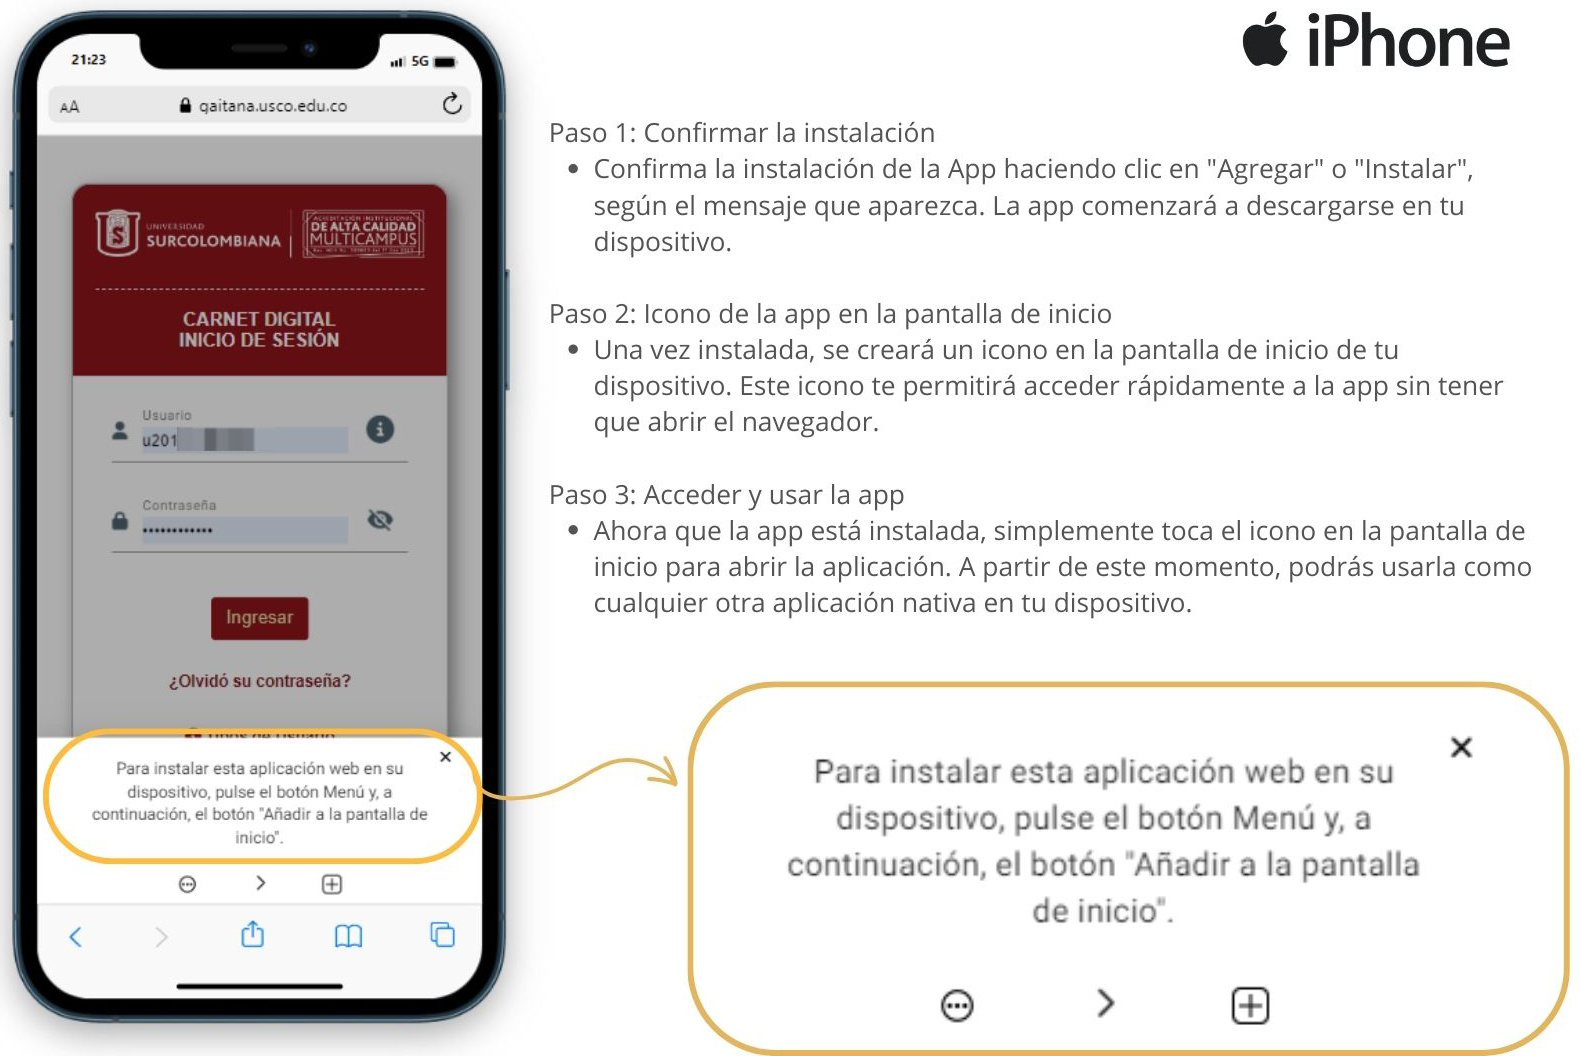 iPhone
21:23
5G
AA
gaitana.usco.edu.co
UNIVERSIDAD
SURCOLOMBIANA
ACREDITACIÓN INSTITUCIONAL
DE ALTA CALIDAD
MULTICAMPUS
CARNET DIGITAL
INICIO DE SESIÓN
Usuario
u201
Contraseña
Ingresar
¿Olvidó su contraseña?
Para instalar esta aplicación web en su
dispositivo, pulse el botón Menú y, a
continuación, el botón "Añadir a la pantalla de
inicio".
Paso 1: Confirmar la instalación
• Confirma la instalación de la App haciendo clic en "Agregar" o "Instalar",
según el mensaje que aparezca. La app comenzará a descargarse en tu
dispositivo.
Paso 2: Icono de la app en la pantalla de inicio
• Una vez instalada, se creará un icono en la pantalla de inicio de tu
dispositivo. Este icono te permitirá acceder rápidamente a la app sin tener
que abrir el navegador.
Paso 3: Acceder y usar la app
• Ahora que la app está instalada, simplemente toca el icono en la pantalla de
inicio para abrir la aplicación. A partir de este momento, podrás usarla como
cualquier otra aplicación nativa en tu dispositivo.
Para instalar esta aplicación web en su
dispositivo, pulse el botón Menú y, a
continuación, el botón "Añadir a la pantalla
de inicio".